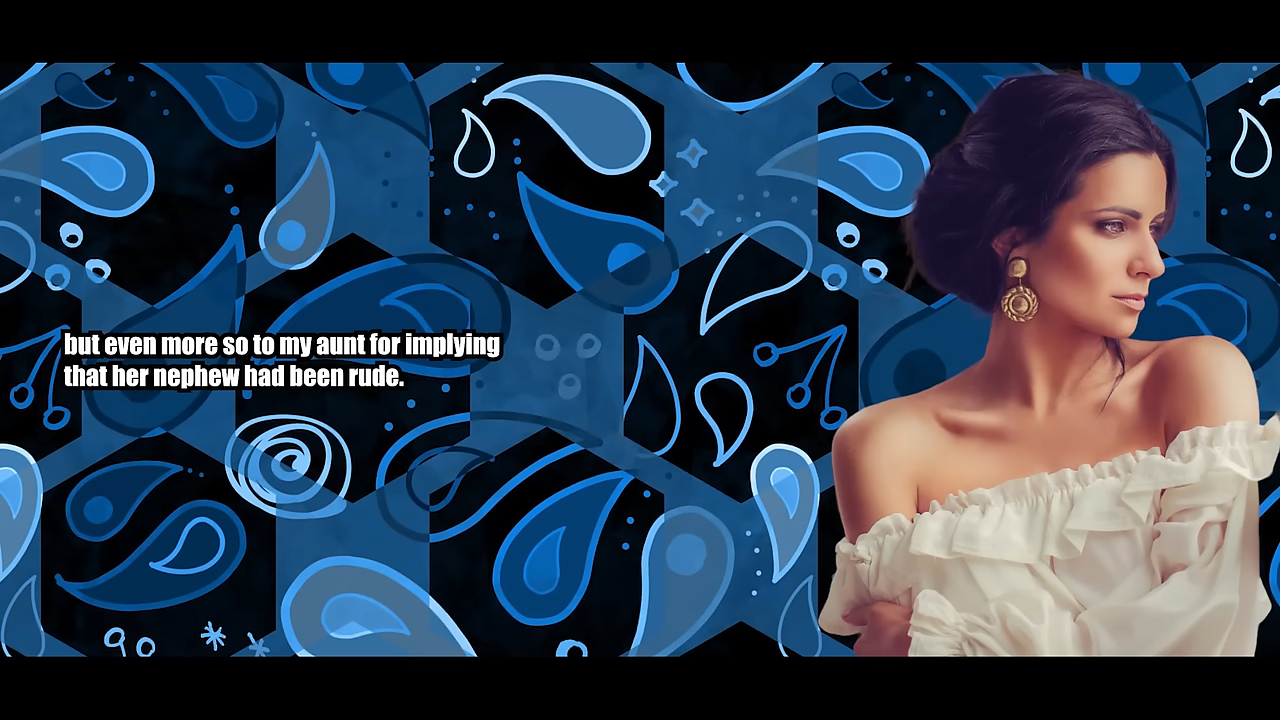 but even more so to my aunt for implying
that her nephew had been rude.